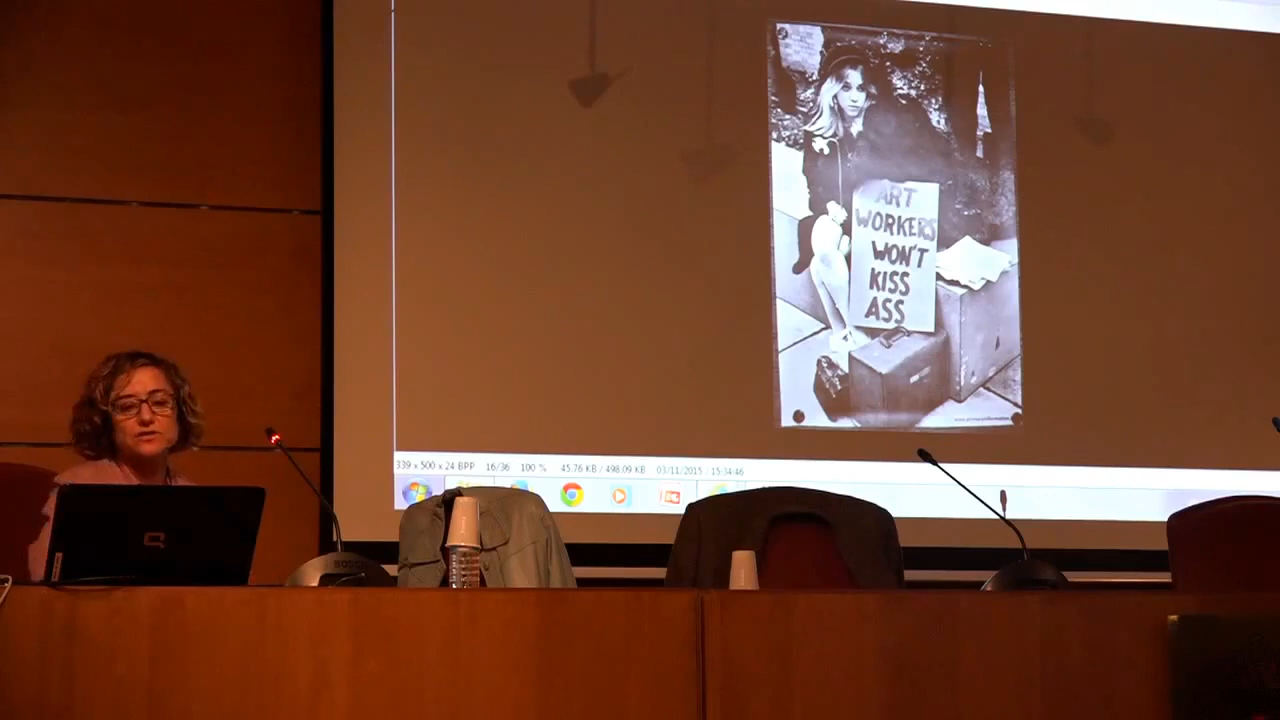 ART
WORKERS
WON'T
KISS
ASS
339 x 500 x 24 BPP 16/36 100 % 45.76 KB / 498.09 KB 03/11/2015 / 15:34:46
BOSCH